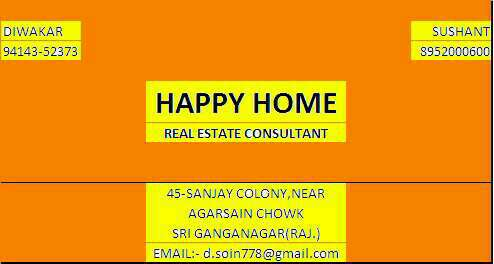 DIWAKAR
SUSHANT
94143-52373
8952000600
HAPPY HOME
REAL ESTATE CONSULTANT
45-SANJAY COLONY,NEAR
AGARSAIN CHOWK
SRI GANGANAGAR(RAJ.)
EMAIL:- d.soin778@gmail.com